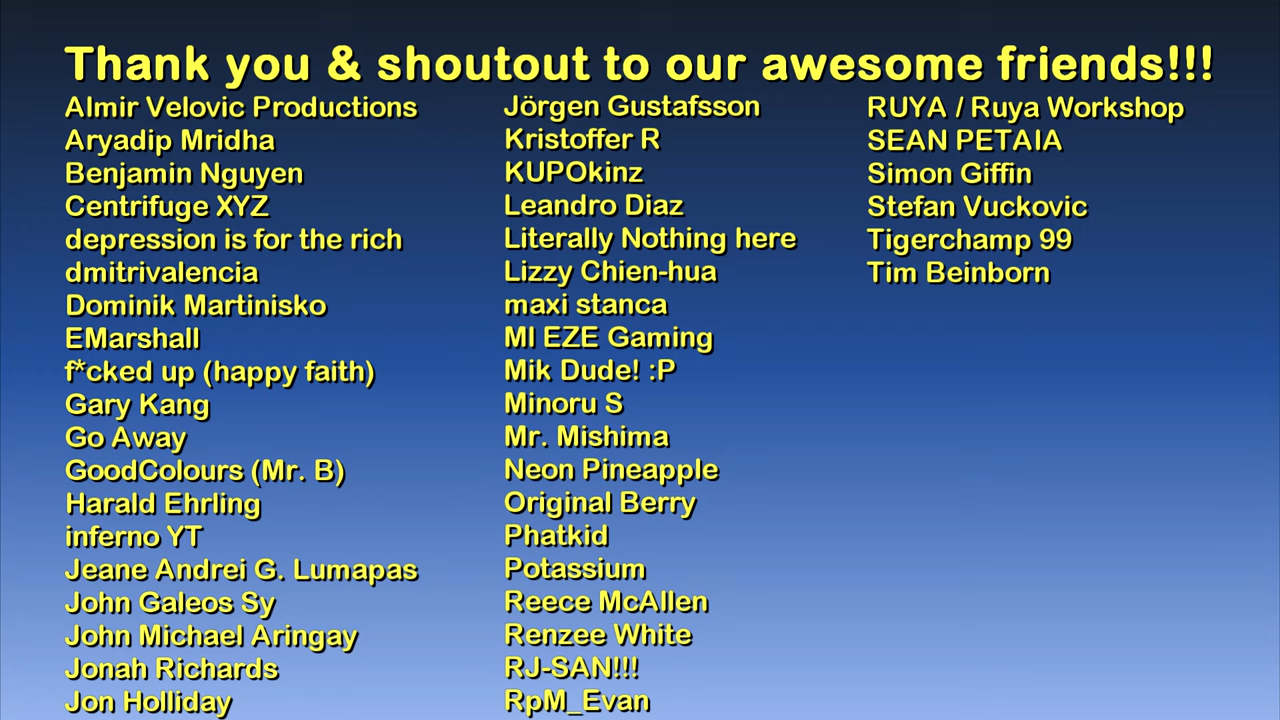 Thank you & shoutout to our awesome friends!!!
Almir Velovic Productions
Aryadip Mridha
Benjamin Nguyen
Centrifuge XYZ
depression is for the rich
dmitrivalencia
Dominik Martinisko
EMarshall
f*cked up (happy faith)
Gary Kang
Go Away
GoodColours (Mr. B)
Harald Ehrling
inferno YT
Jeane Andrei G. Lumapas
John Galeos Sy
John Michael Aringay
Jonah Richards
Jon Holliday
Jörgen Gustafsson
Kristoffer R
KUPOkinz
Leandro Diaz
Literally Nothing here
Lizzy Chien-hua
maxi stanca
MI EZE Gaming
Mik Dude! :P
Minoru S
Mr. Mishima
Neon Pineapple
Original Berry
Phatkid
Potassium
Reece McAllen
Renzee White
RJ-SAN!!!
RpM_Evan
RUYA / Ruya Workshop
SEAN PETAIA
Simon Giffin
Stefan Vuckovic
Tigerchamp 99
Tim Beinborn